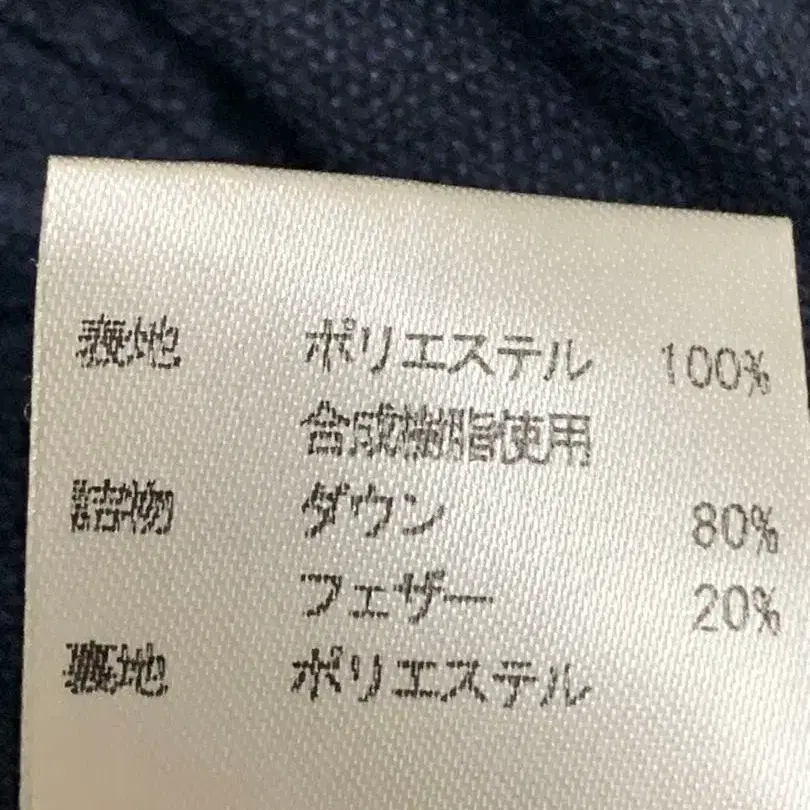 表地 ポリエステル 100%
合成樹脂使用
詰物 ダウン 80%
フェザー 20%
裏地 ポリエステル